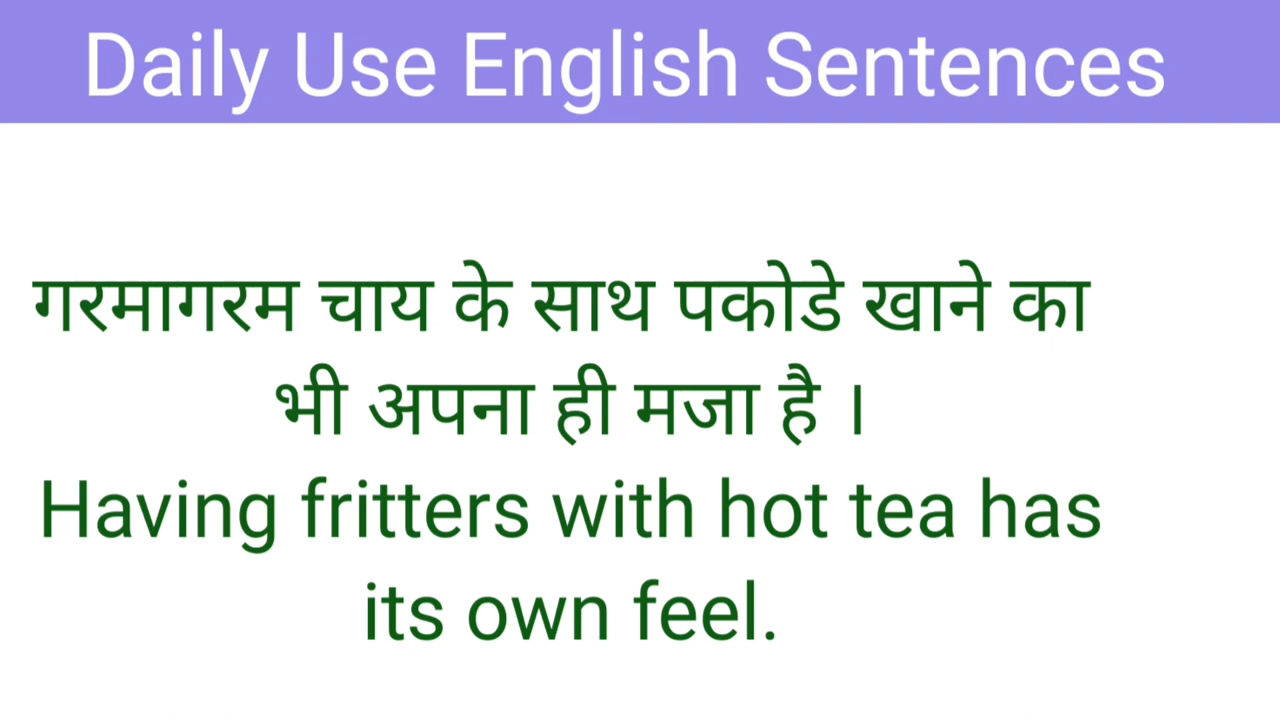 Daily Use English Sentences
गरमागरम चाय के साथ पकोडे खाने का
भी अपना ही मजा है ।
Having fritters with hot tea has
its own feel.